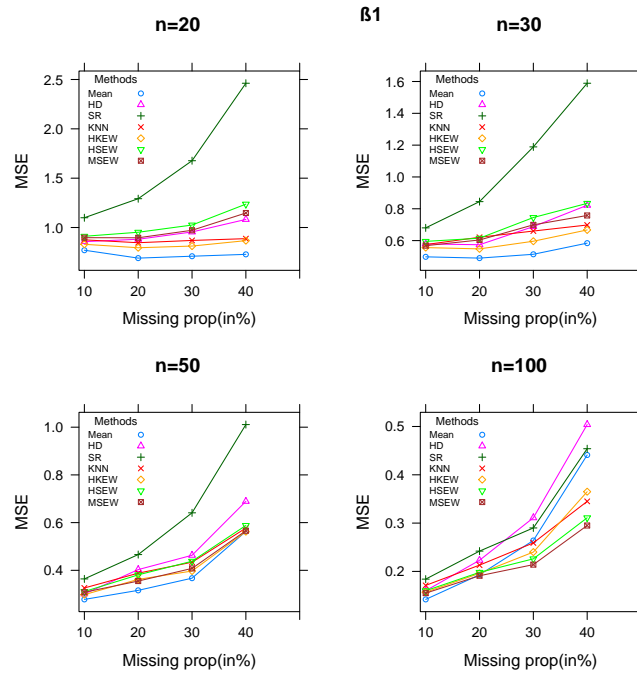 ß1
n=20
MSE
2.5
2.0
1.5
1.0
Methods
Mean
HD
SR
KNN
HKEW
HSEW
MSEW
10 20 30 40 50
Missing prop(in%)
n=30
MSE
1.6
1.4
1.2
1.0
0.8
0.6
Methods
Mean
HD
SR
KNN
HKEW
HSEW
MSEW
10 20 30 40 50
Missing prop(in%)
n=50
MSE
1.0
0.8
0.6
0.4
Methods
Mean
HD
SR
KNN
HKEW
HSEW
MSEW
10 20 30 40 50
Missing prop(in%)
n=100
MSE
0.5
0.4
0.3
0.2
Methods
Mean
HD
SR
KNN
HKEW
HSEW
MSEW
10 20 30 40 50
Missing prop(in%)